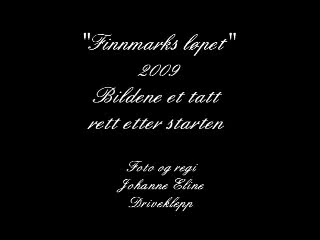 "Finnmarks løpet"
2009
Bildene et tatt
rett etter starten
Foto og regi
Johanne Eline
Driveklepp